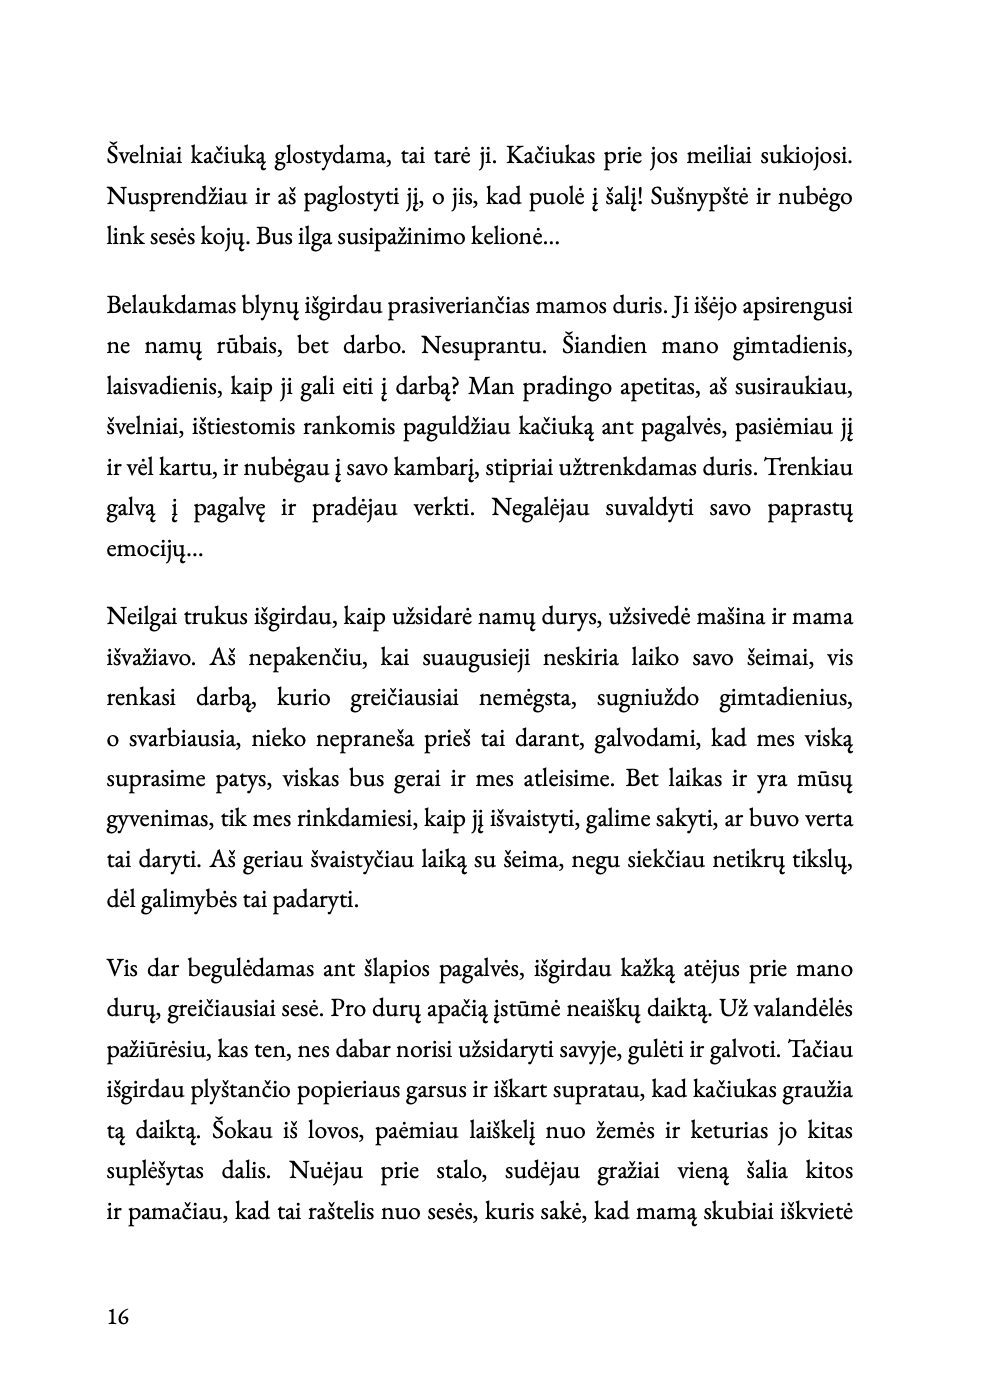 Švelniai kačiuką glostydama, tai tarė ji. Kačiukas prie jos meiliai sukiojosi.
Nusprendžiau ir aš paglostyti jį, o jis, kad puolė į šalį! Sušnypštė ir nubėgo
link sesės kojų. Bus ilga susipažinimo kelionė...
Belaukdamas blynų išgirdau prasiveriančias mamos duris. Ji išėjo apsirengusi
ne namų rūbais, bet darbo. Nesuprantu. Šiandien mano gimtadienis,
laisvadienis, kaip ji gali eiti į darbą? Man pradingo apetitas, aš susiraukiau,
švelniai, ištiestomis rankomis paguldžiau kačiuką ant pagalvės, pasiėmiau jį
ir vėl kartu, ir nubėgau į savo kambarį, stipriai užtrenkdamas duris. Trenkiau
galvą į pagalvę ir pradėjau verkti. Negalėjau suvaldyti savo paprastų
emocijų...
Neilgai trukus išgirdau, kaip užsidarė namų durys, užsivedė mašina ir mama
išvažiavo. Aš nepakenčiu, kai suaugusieji neskiria laiko savo šeimai, vis
renkasi darbą, kurio greičiausiai nemėgsta, sugniuždo gimtadienius,
o svarbiausia, nieko nepraneša prieš tai darant, galvodami, kad mes viską
suprasime patys, viskas bus gerai ir mes atleisime. Bet laikas ir yra mūsų
gyvenimas, tik mes rinkdamiesi, kaip jį išvaistyti, galime sakyti, ar buvo verta
tai daryti. Aš geriau švaistyčiau laiką su šeima, negu siekčiau netikrų tikslų,
dėl galimybės tai padaryti.
Vis dar begulėdamas ant šlapios pagalvės, išgirdau kažką atėjus prie mano
durų, greičiausiai sesė. Pro durų apačią įstūmė neaiškų daiktą. Už valandėlės
pažiūrėsiu, kas ten, nes dabar norisi užsidaryti savyje, gulėti ir galvoti. Tačiau
išgirdau plyštančio popieriaus garsus ir iškart supratau, kad kačiukas graužia
tą daiktą. Šokau iš lovos, paėmiau laiškelį nuo žemės ir keturias jo kitas
suplėšytas dalis. Nuėjau prie stalo, sudėjau gražiai vieną šalia kitos
ir pamačiau, kad tai raštelis nuo sesės, kuris sakė, kad mamą skubiai iškvietė
16